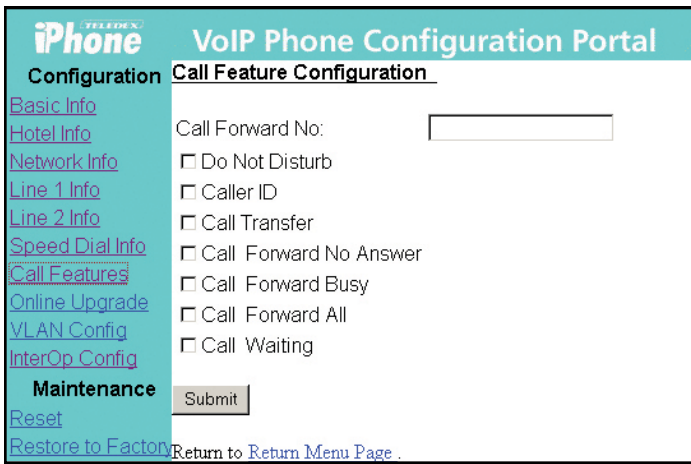 TELEDEX
iPhone
VoIP Phone Configuration Portal
Configuration
Basic Info
Hotel Info
Network Info
Line 1 Info
Line 2 Info
Speed Dial Info
Call Features
Online Upgrade
VLAN Config
InterOp Config
Maintenance
Reset
Restore to Factory
Call Feature Configuration
Call Forward No:
Do Not Disturb
Caller ID
Call Transfer
Call Forward No Answer
Call Forward Busy
Call Forward All
Call Waiting
Submit
Return to Return Menu Page .